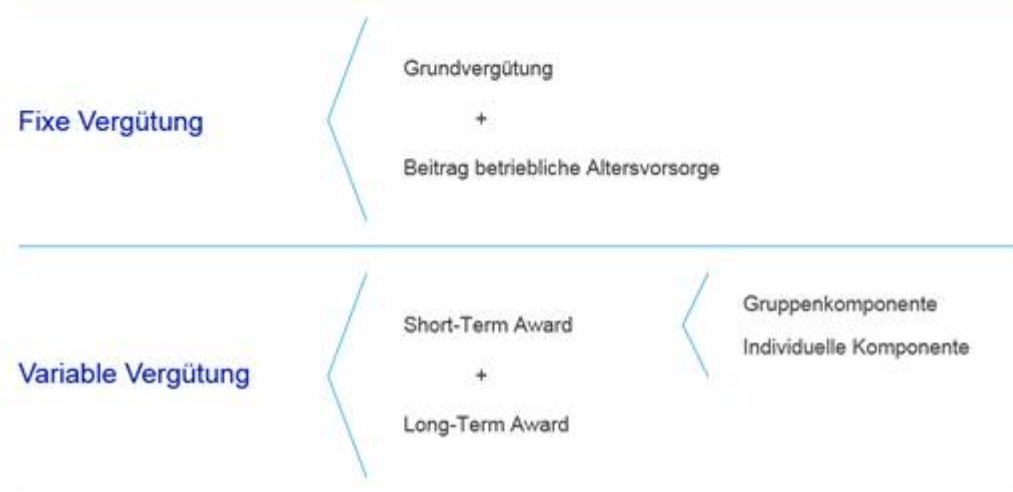 Fixe Vergütung
Grundvergütung
+
Beitrag betriebliche Altersvorsorge
Variable Vergütung
Short-Term Award
+
Long-Term Award
Gruppenkomponente
Individuelle Komponente